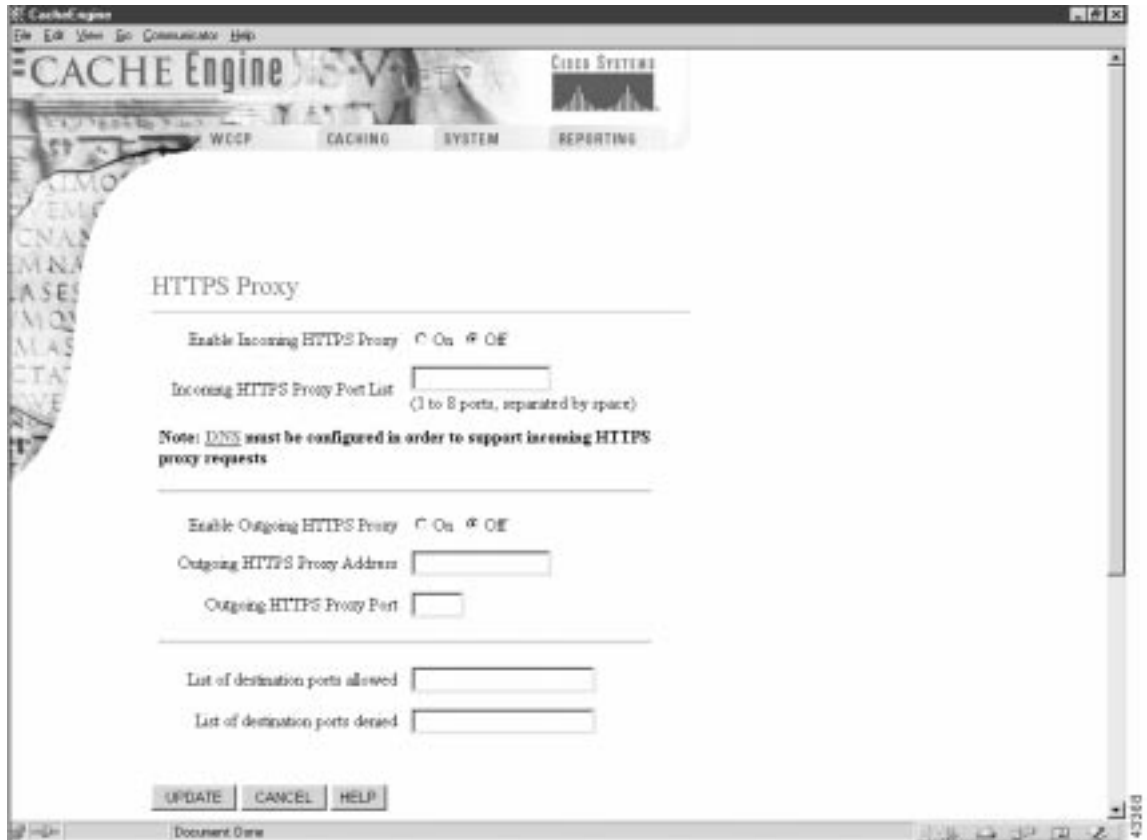 CacheEngine
File Edit View Go Communicator Help
CACHE Engine
CISCO SYSTEMS
WCCP CACHING SYSTEM REPORTING
HTTPS Proxy
Enable Incoming HTTPS Proxy On Off
Incoming HTTPS Proxy Port List
(1 to 8 ports, separated by space)
Note: DNS must be configured in order to support incoming HTTPS
proxy requests
Enable Outgoing HTTPS Proxy On Off
Outgoing HTTPS Proxy Address
Outgoing HTTPS Proxy Port
List of destination ports allowed
List of destination ports denied
UPDATE CANCEL HELP
Document: Done